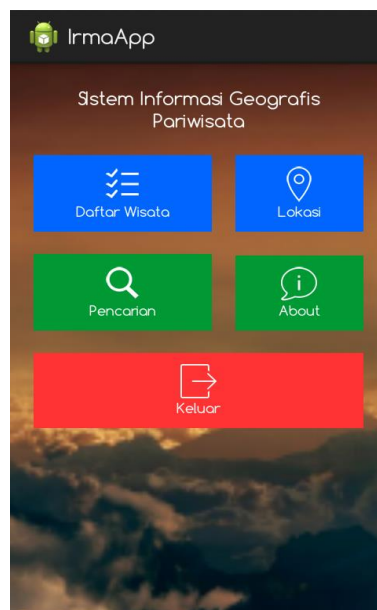 IrmaApp
Sistem Informasi Geografis
Pariwisata
Daftar Wisata
Lokasi
Pencarian
About
Keluar